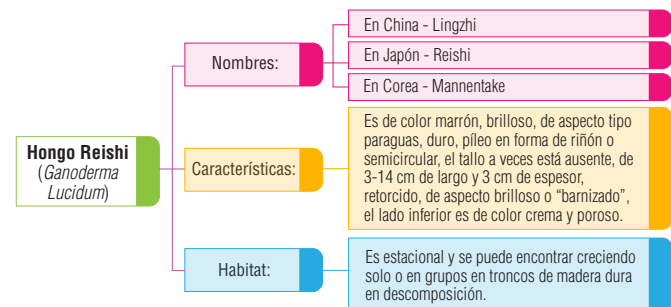 Hongo Reishi
(Ganoderma
Lucidum)
Nombres:
En China - Lingzhi
En Japón - Reishi
En Corea - Mannentake
Características:
Es de color marrón, brilloso, de aspecto tipo
paraguas, duro, píleo en forma de riñón o
semicircular, el tallo a veces está ausente, de
3-14 cm de largo y 3 cm de espesor,
retorcido, de aspecto brilloso o “barnizado”,
el lado inferior es de color crema y poroso.
Habitat:
Es estacional y se puede encontrar creciendo
solo o en grupos en troncos de madera dura
en descomposición.